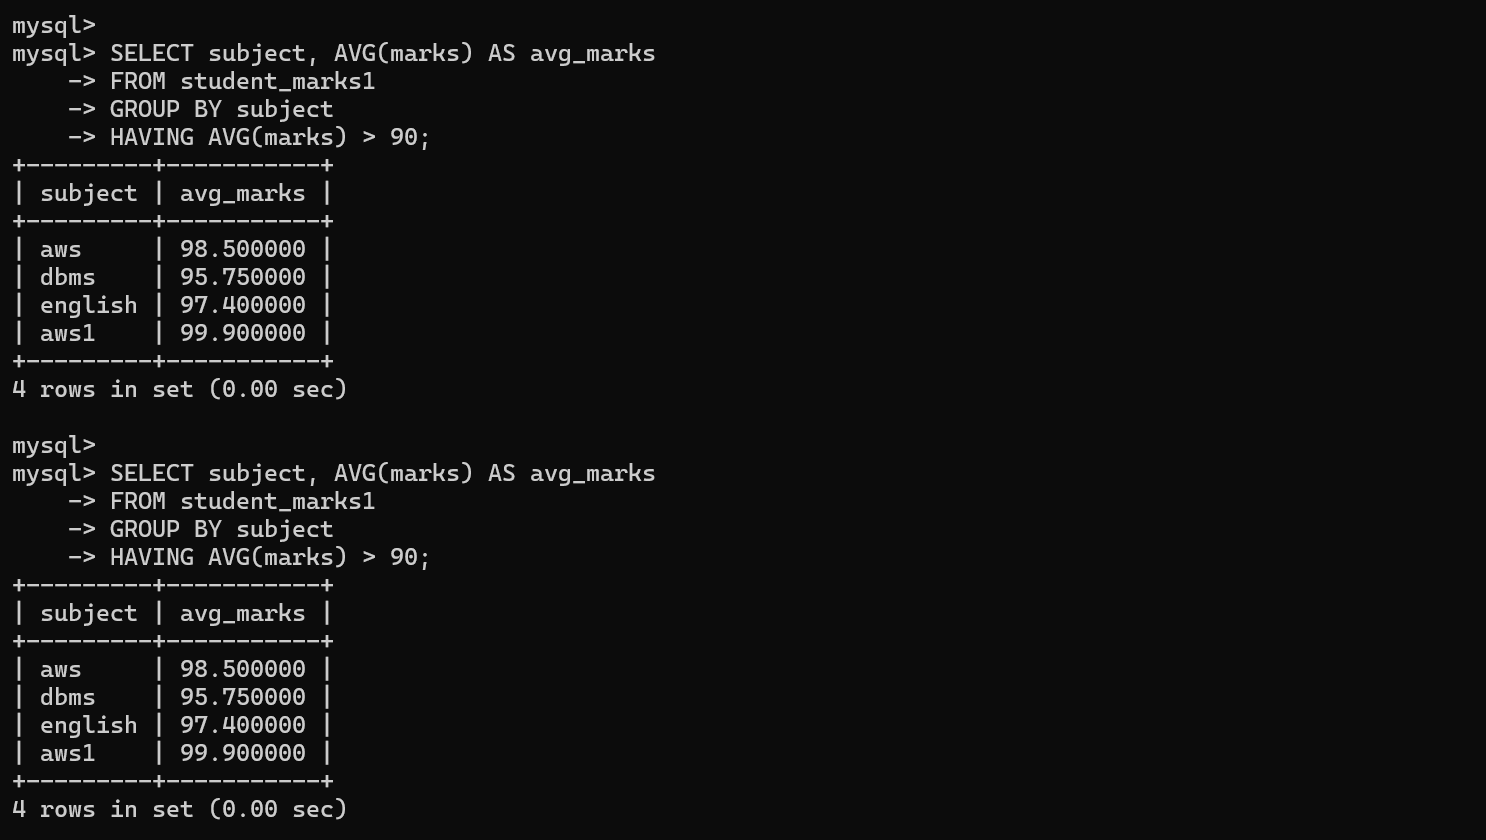 mysql>
mysql> SELECT subject, AVG(marks) AS avg_marks
    -> FROM student_marks1
    -> GROUP BY subject
    -> HAVING AVG(marks) > 90;
+---------+-----------+
| subject | avg_marks |
+---------+-----------+
| aws     | 98.500000 |
| dbms    | 95.750000 |
| english | 97.400000 |
| aws1    | 99.900000 |
+---------+-----------+
4 rows in set (0.00 sec)

mysql>
mysql> SELECT subject, AVG(marks) AS avg_marks
    -> FROM student_marks1
    -> GROUP BY subject
    -> HAVING AVG(marks) > 90;
+---------+-----------+
| subject | avg_marks |
+---------+-----------+
| aws     | 98.500000 |
| dbms    | 95.750000 |
| english | 97.400000 |
| aws1    | 99.900000 |
+---------+-----------+
4 rows in set (0.00 sec)